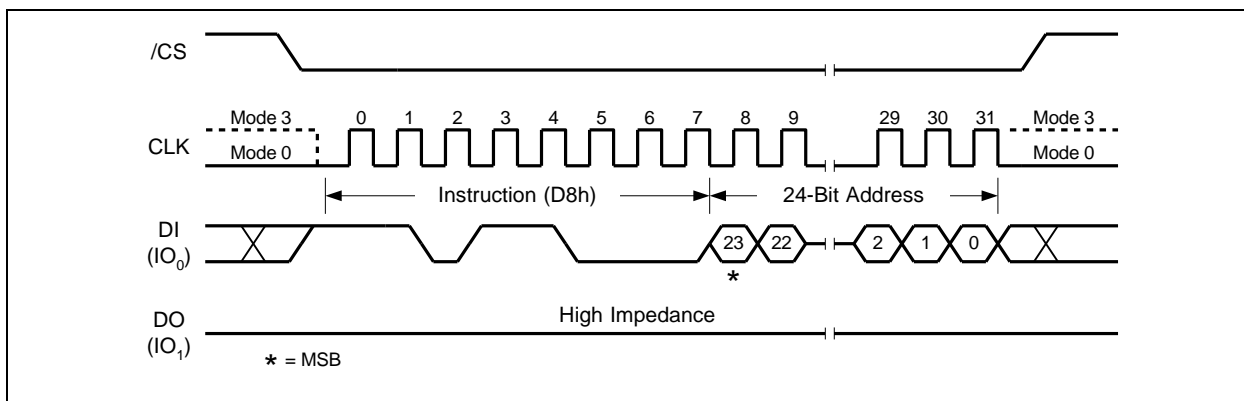 /CS
Mode 3 0 1 2 3 4 5 6 7 8 9 29 30 31 Mode 3
CLK
Mode 0 Mode 0
Instruction (D8h) 24-Bit Address
DI
(IO0)
23 22 2 1 0
*
High Impedance
DO
(IO1)
* = MSB